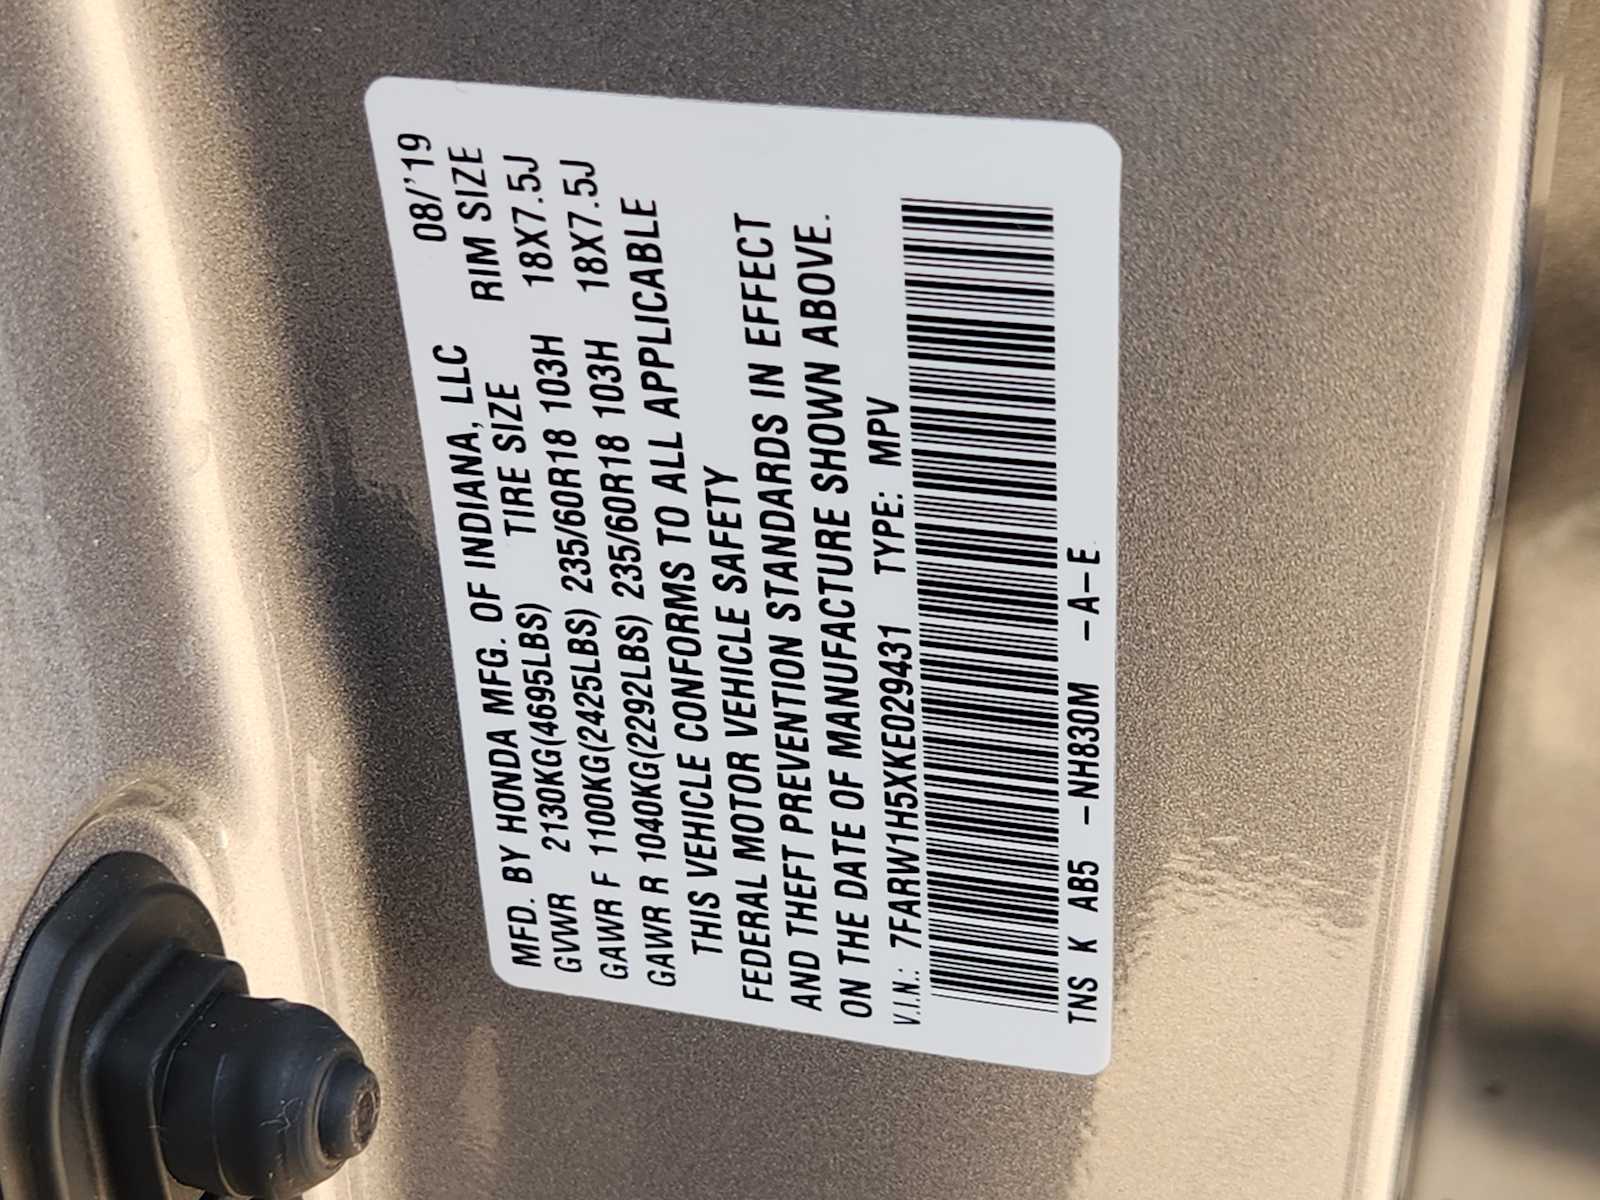 MFD. BY HONDA MFG. OF INDIANA, LLC 08/'19
TIRE SIZE RIM SIZE
GVWR 2130KG(4695LBS)
GAWR F 1100KG(2425LBS) 235/60R18 103H 18X7.5J
GAWR R 1040KG(2292LBS) 235/60R18 103H 18X7.5J
THIS VEHICLE CONFORMS TO ALL APPLICABLE
FEDERAL MOTOR VEHICLE SAFETY
AND THEFT PREVENTION STANDARDS IN EFFECT
ON THE DATE OF MANUFACTURE SHOWN ABOVE.
V.I.N.: 7FARW1H5XKE029431 TYPE: MPV
TNS K AB5 -NH830M -A-E